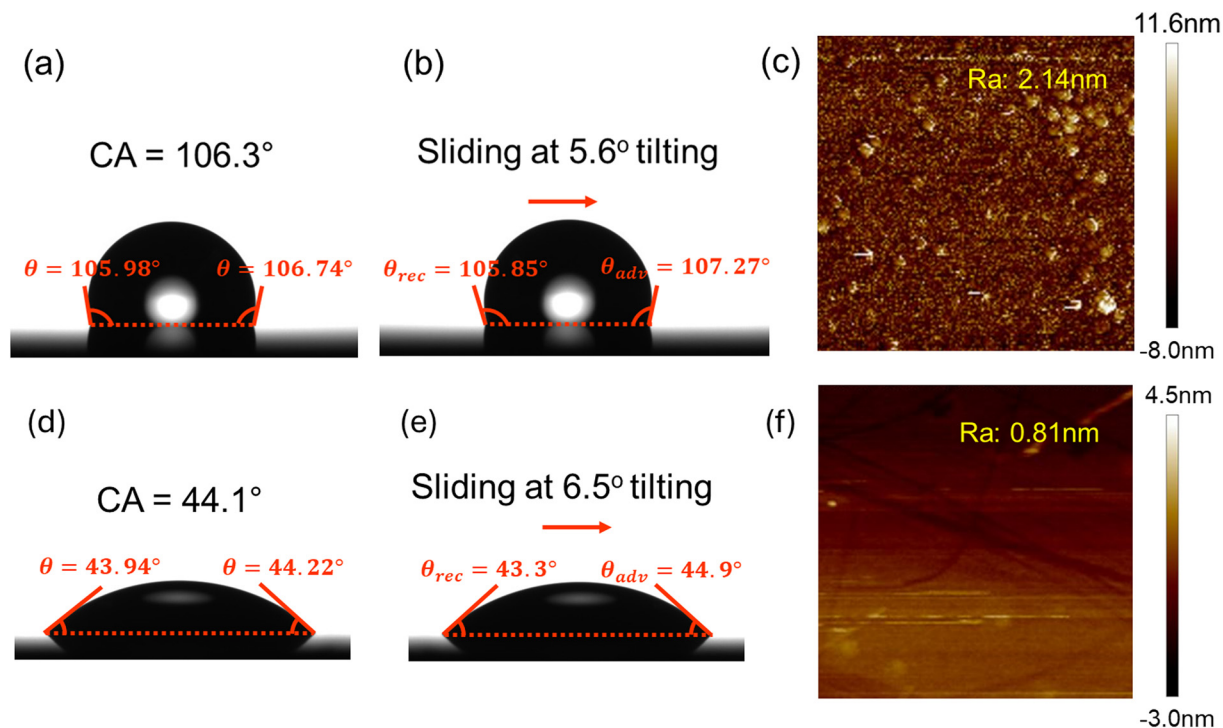 (a)
CA = 106.3°
θ = 105.98°
θ = 106.74°
(b)
Sliding at 5.6° tilting
θrec = 105.85°
θadv = 107.27°
(c)
Ra: 2.14nm
11.6nm
-8.0nm
(d)
CA = 44.1°
θ = 43.94°
θ = 44.22°
(e)
Sliding at 6.5° tilting
θrec = 43.3°
θadv = 44.9°
(f)
Ra: 0.81nm
4.5nm
-3.0nm